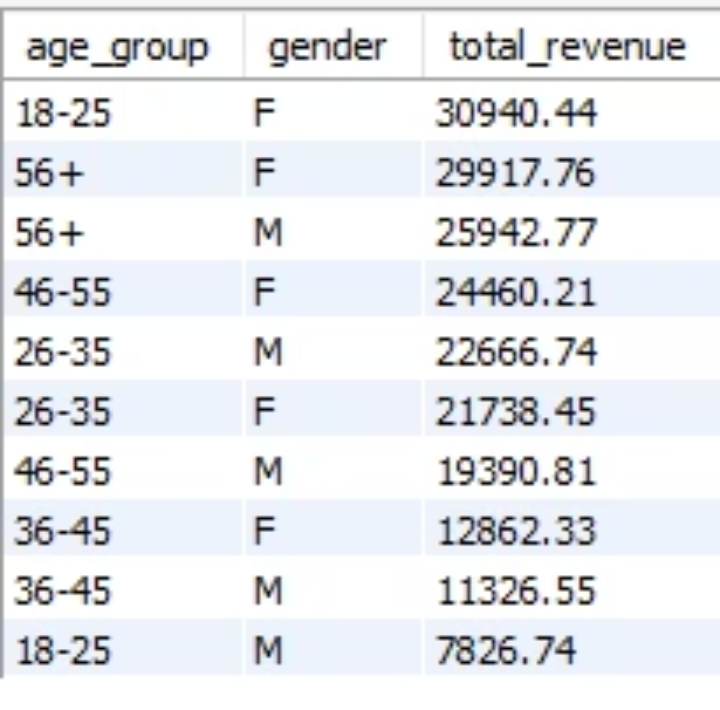 age_group gender total_revenue
18-25 F 30940.44
56+ F 29917.76
56+ M 25942.77
46-55 F 24460.21
26-35 M 22666.74
26-35 F 21738.45
46-55 M 19390.81
36-45 F 12862.33
36-45 M 11326.55
18-25 M 7826.74